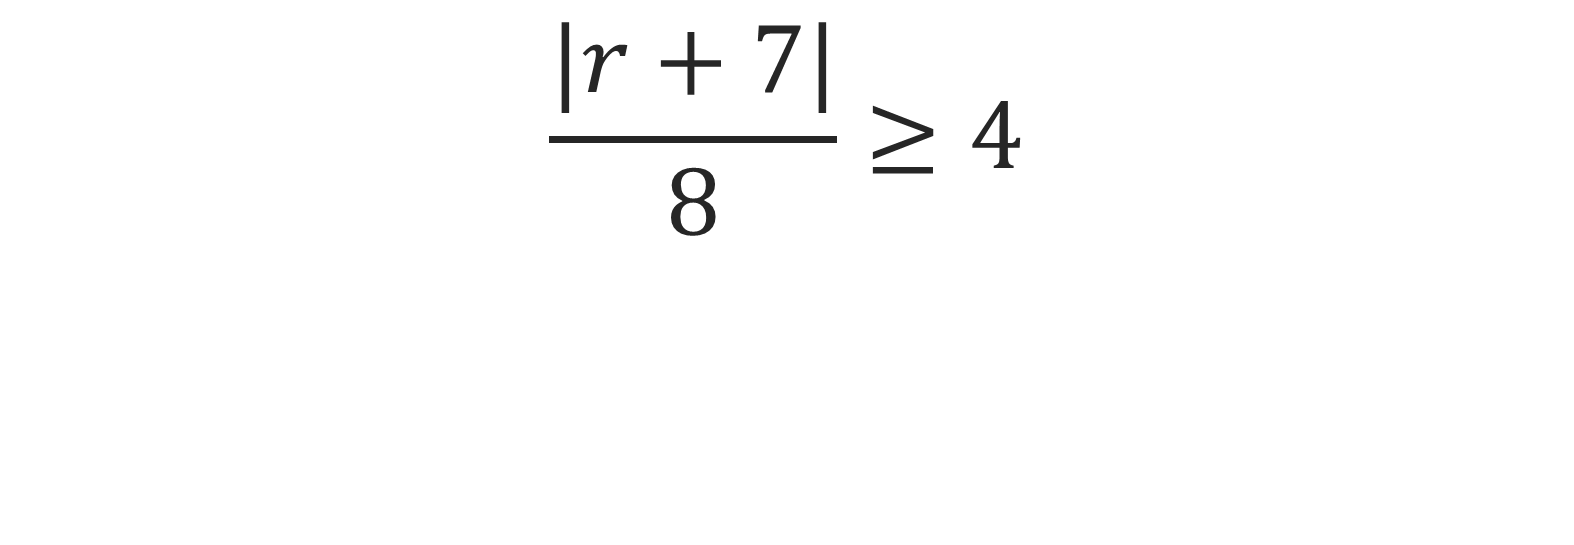 |r + 7|
8
≥ 4